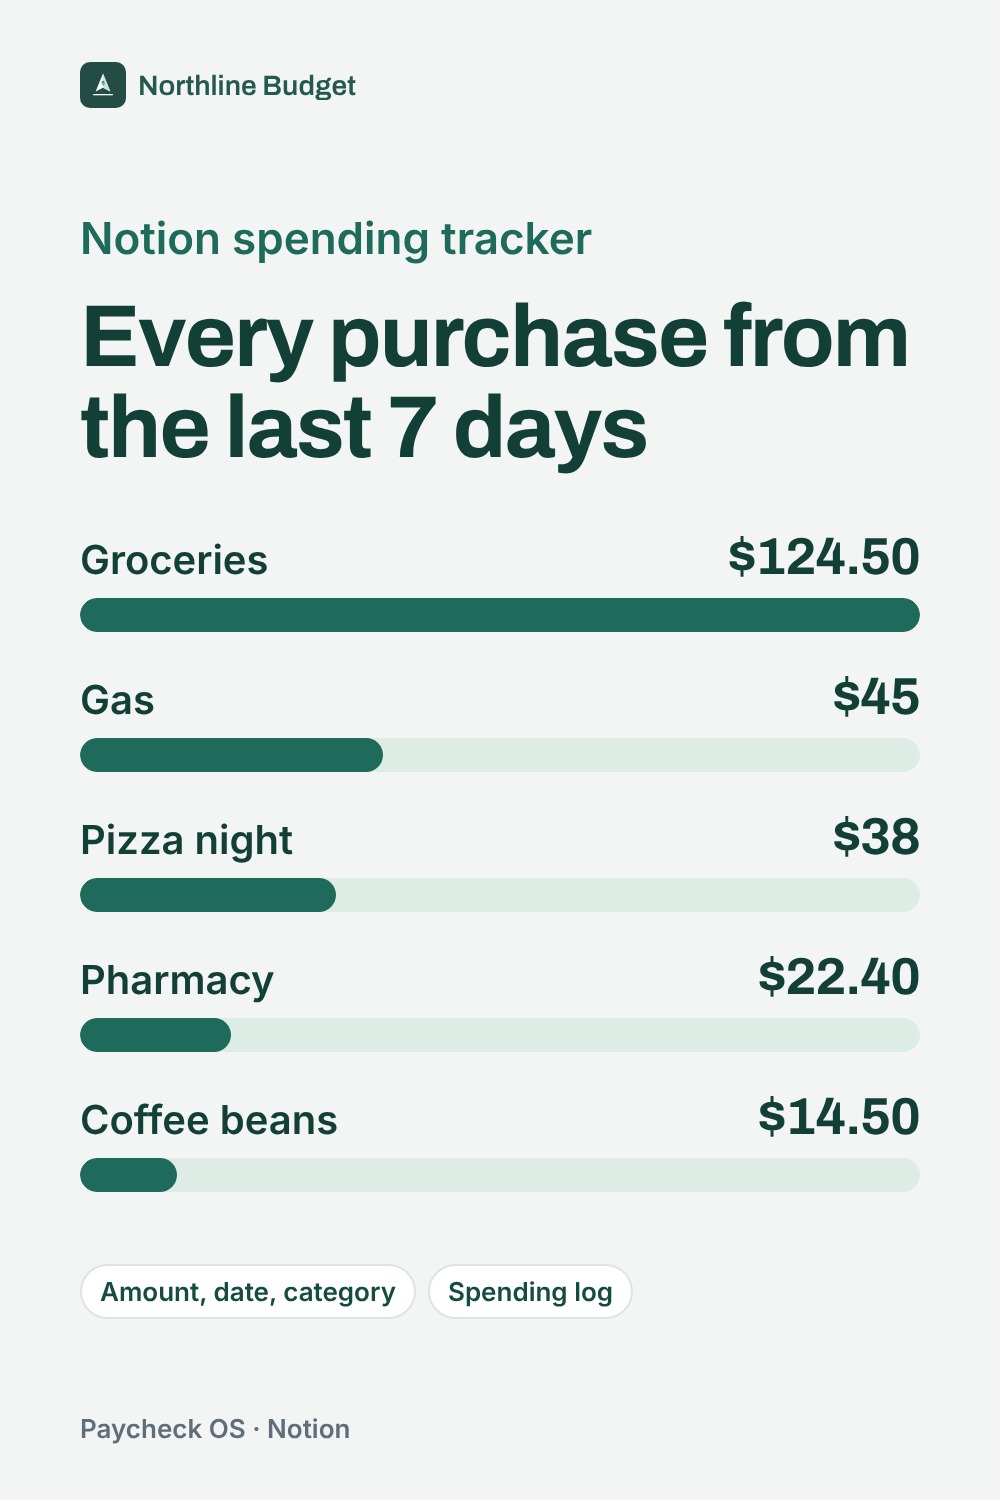 Northline Budget
Notion spending tracker
Every purchase from
the last 7 days
Groceries $124.50
Gas $45
Pizza night $38
Pharmacy $22.40
Coffee beans $14.50
Amount, date, category Spending log
Paycheck OS · Notion